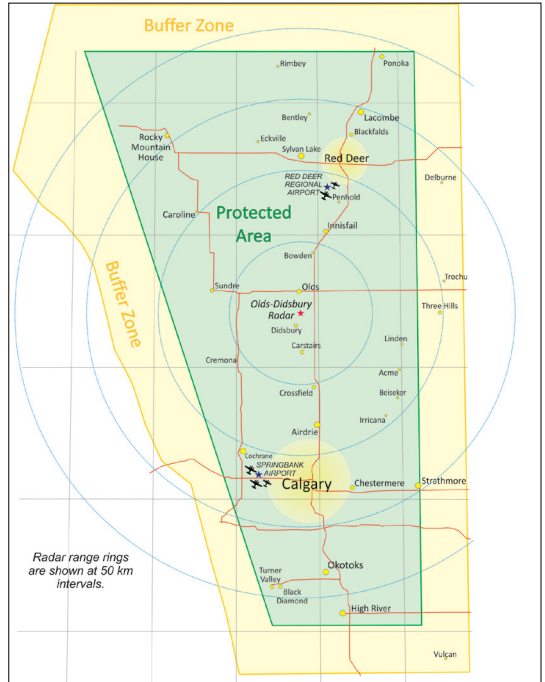 Buffer Zone
Rimbey
Ponoka
Bentley
Lacombe
Blackfalds
Rocky
Mountain
House
Eckville
Sylvan Lake
Red Deer
RED DEER
REGIONAL
AIRPORT
Delburne
Penhold
Caroline
Protected
Area
Innisfail
Bowden
Buffer Zone
Sundre
Olds
Trochu
Olds-Didsbury
Radar
Three Hills
Didsbury
Linden
Carstairs
Cremona
Acme
Crossfield
Beiseker
Irricana
Airdrie
Cochrane
SPRINGBANK
AIRPORT
Calgary
Chestermere
Strathmore
Radar range rings
are shown at 50 km
intervals.
Okotoks
Turner
Valley
Black
Diamond
High River
Vulcan